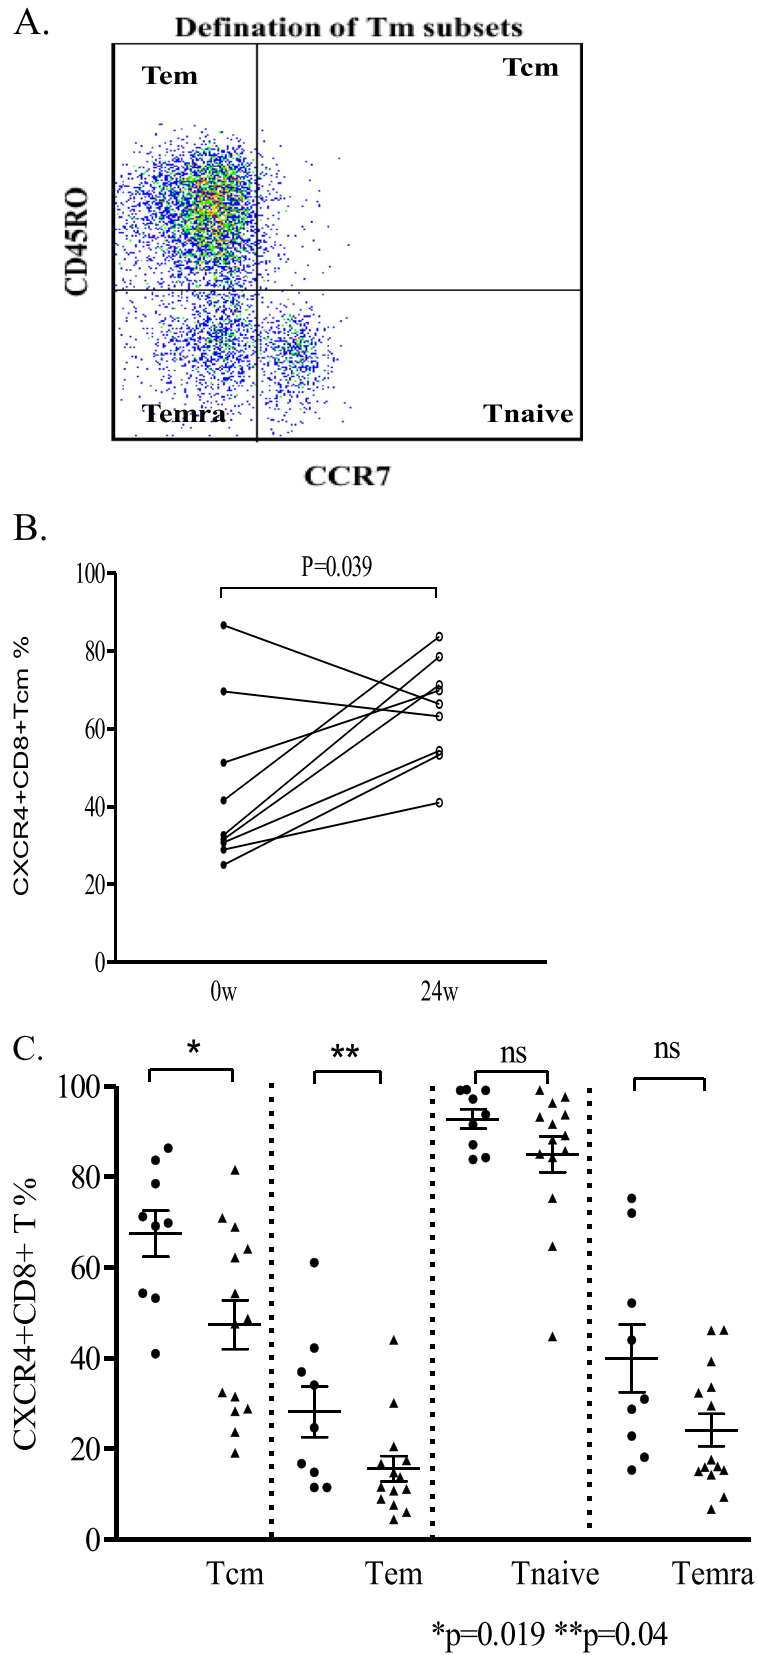 A.
Defination of Tm subsets
Tem
Tcm
CD45RO
Temra
Tnaive
CCR7
B.
P=0.039
100
80
60
40
20
0
CXCR4+CD8+Tcm %
0w
24w
C.
*
**
ns
ns
100
80
60
40
20
0
CXCR4+CD8+ T %
Tcm
Tem
Tnaive
Temra
*p=0.019 **p=0.04